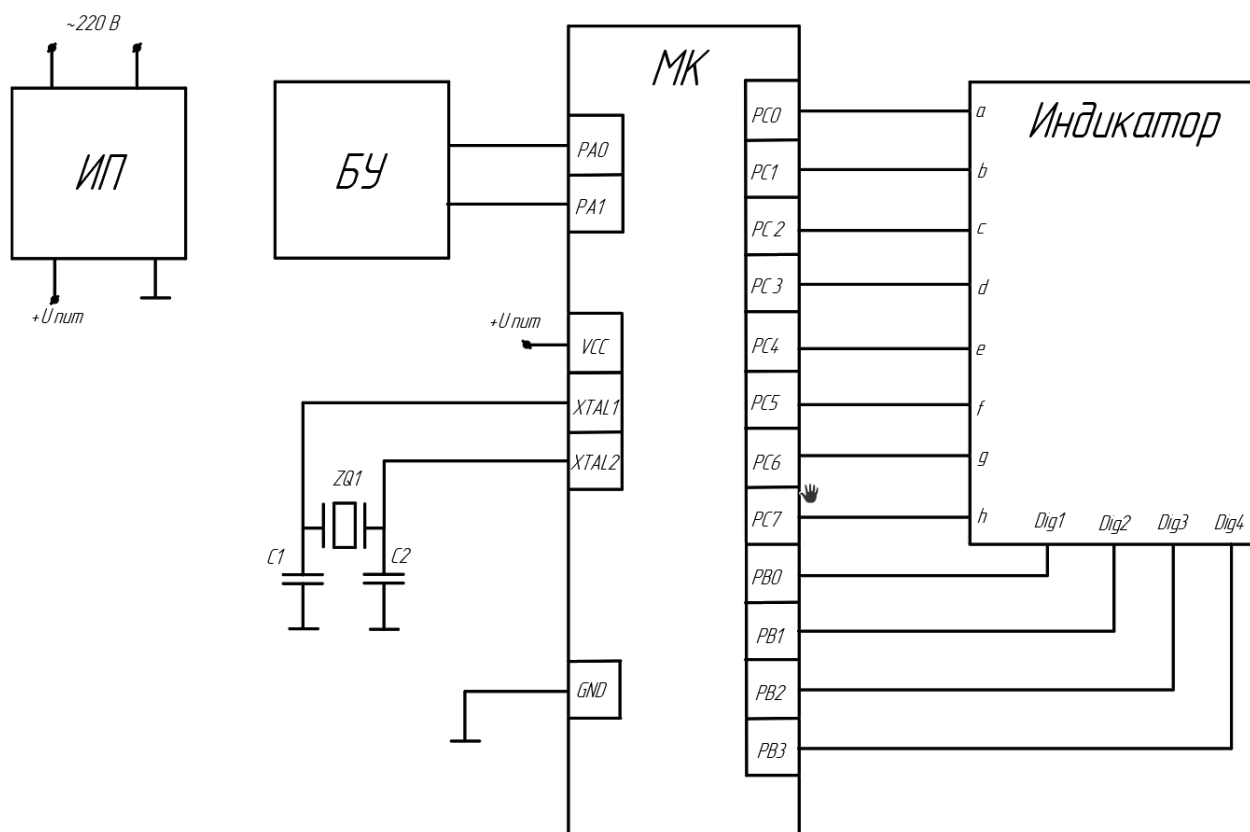 ~220 В
ИП
+U пит
БУ
МК
PA0
PA1
+U пит
VCC
XTAL1
XTAL2
ZQ1
C1
C2
GND
PC0
PC1
PC2
PC3
PC4
PC5
PC6
PC7
PB0
PB1
PB2
PB3
Индикатор
a
b
c
d
e
f
g
h
Dig1
Dig2
Dig3
Dig4